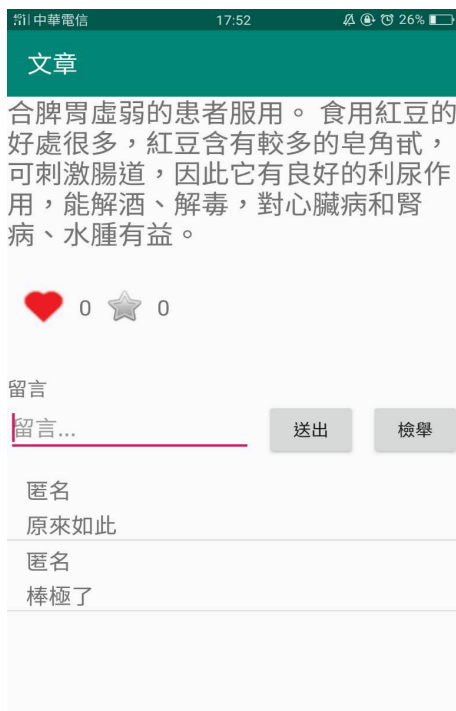 中華電信 17:52 26%
文章
合脾胃虛弱的患者服用。 食用紅豆的
好處很多，紅豆含有較多的皂角甙，
可刺激腸道，因此它有良好的利尿作
用，能解酒、解毒，對心臟病和腎
病、水腫有益。
0 0
留言
留言... 送出 檢舉
匿名
原來如此
匿名
棒極了